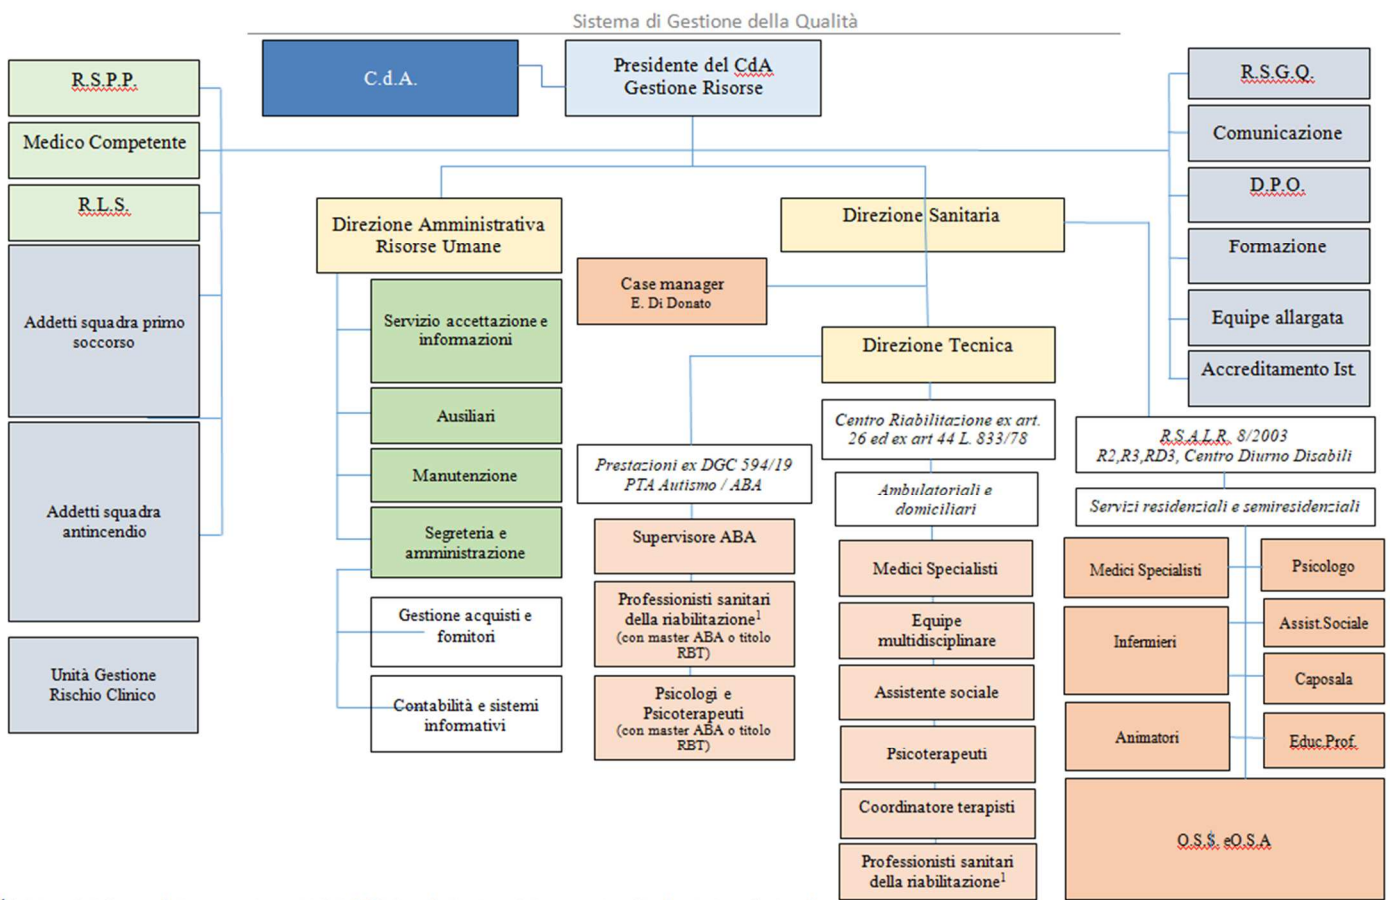 Sistema di Gestione della Qualità
C.d.A.
Presidente del CdA
Gestione Risorse
R.S.P.P.
Medico Competente
R.L.S.
Addetti squadra primo
soccorso
Addetti squadra
antincendio
Unità Gestione
Rischio Clinico
Direzione Amministrativa
Risorse Umane
Servizio accettazione e
informazioni
Ausiliari
Manutenzione
Segreteria e
amministrazione
Gestione acquisti e
fornitori
Contabilità e sistemi
informativi
Direzione Sanitaria
Case manager
E. Di Donato
Direzione Tecnica
Prestazioni ex DGC 594/19
PTA Autismo / ABA
Supervisore ABA
Professionisti sanitari
della riabilitazione1
(con master ABA o titolo
RBT)
Psicologi e
Psicoterapeuti
(con master ABA o titolo
RBT)
Centro Riabilitazione ex art.
26 ed ex art 44 L. 833/78
Ambulatoriali e
domiciliari
Medici Specialisti
Equipe
multidisciplinare
Assistente sociale
Psicoterapeuti
Coordinatore terapisti
Professionisti sanitari
della riabilitazione1
R.S.G.Q.
Comunicazione
D.P.O.
Formazione
Equipe allargata
Accreditamento Ist.
R.S.A.L.R. 8/2003
R2,R3,RD3, Centro Diurno Disabili
Servizi residenziali e semiresidenziali
Medici Specialisti
Psicologo
Infermieri
Assist.Sociale
Caposala
Animatori
Educ.Prof.
O.S.S. eO.S.A